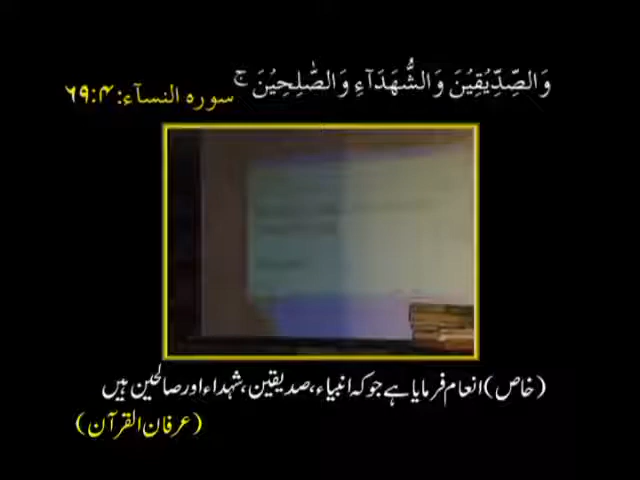 وَالصِّدِّيْقِيْنَ وَالشُّهَدَآءِ وَالصّٰلِحِيْنَ ۚ سورہ النسآء:۶۹:۴
(خاص) انعام فرمایا ہے جو کہ انبیاء، صدیقین، شہداء اور صالحین ہیں
(عرفان القرآن)